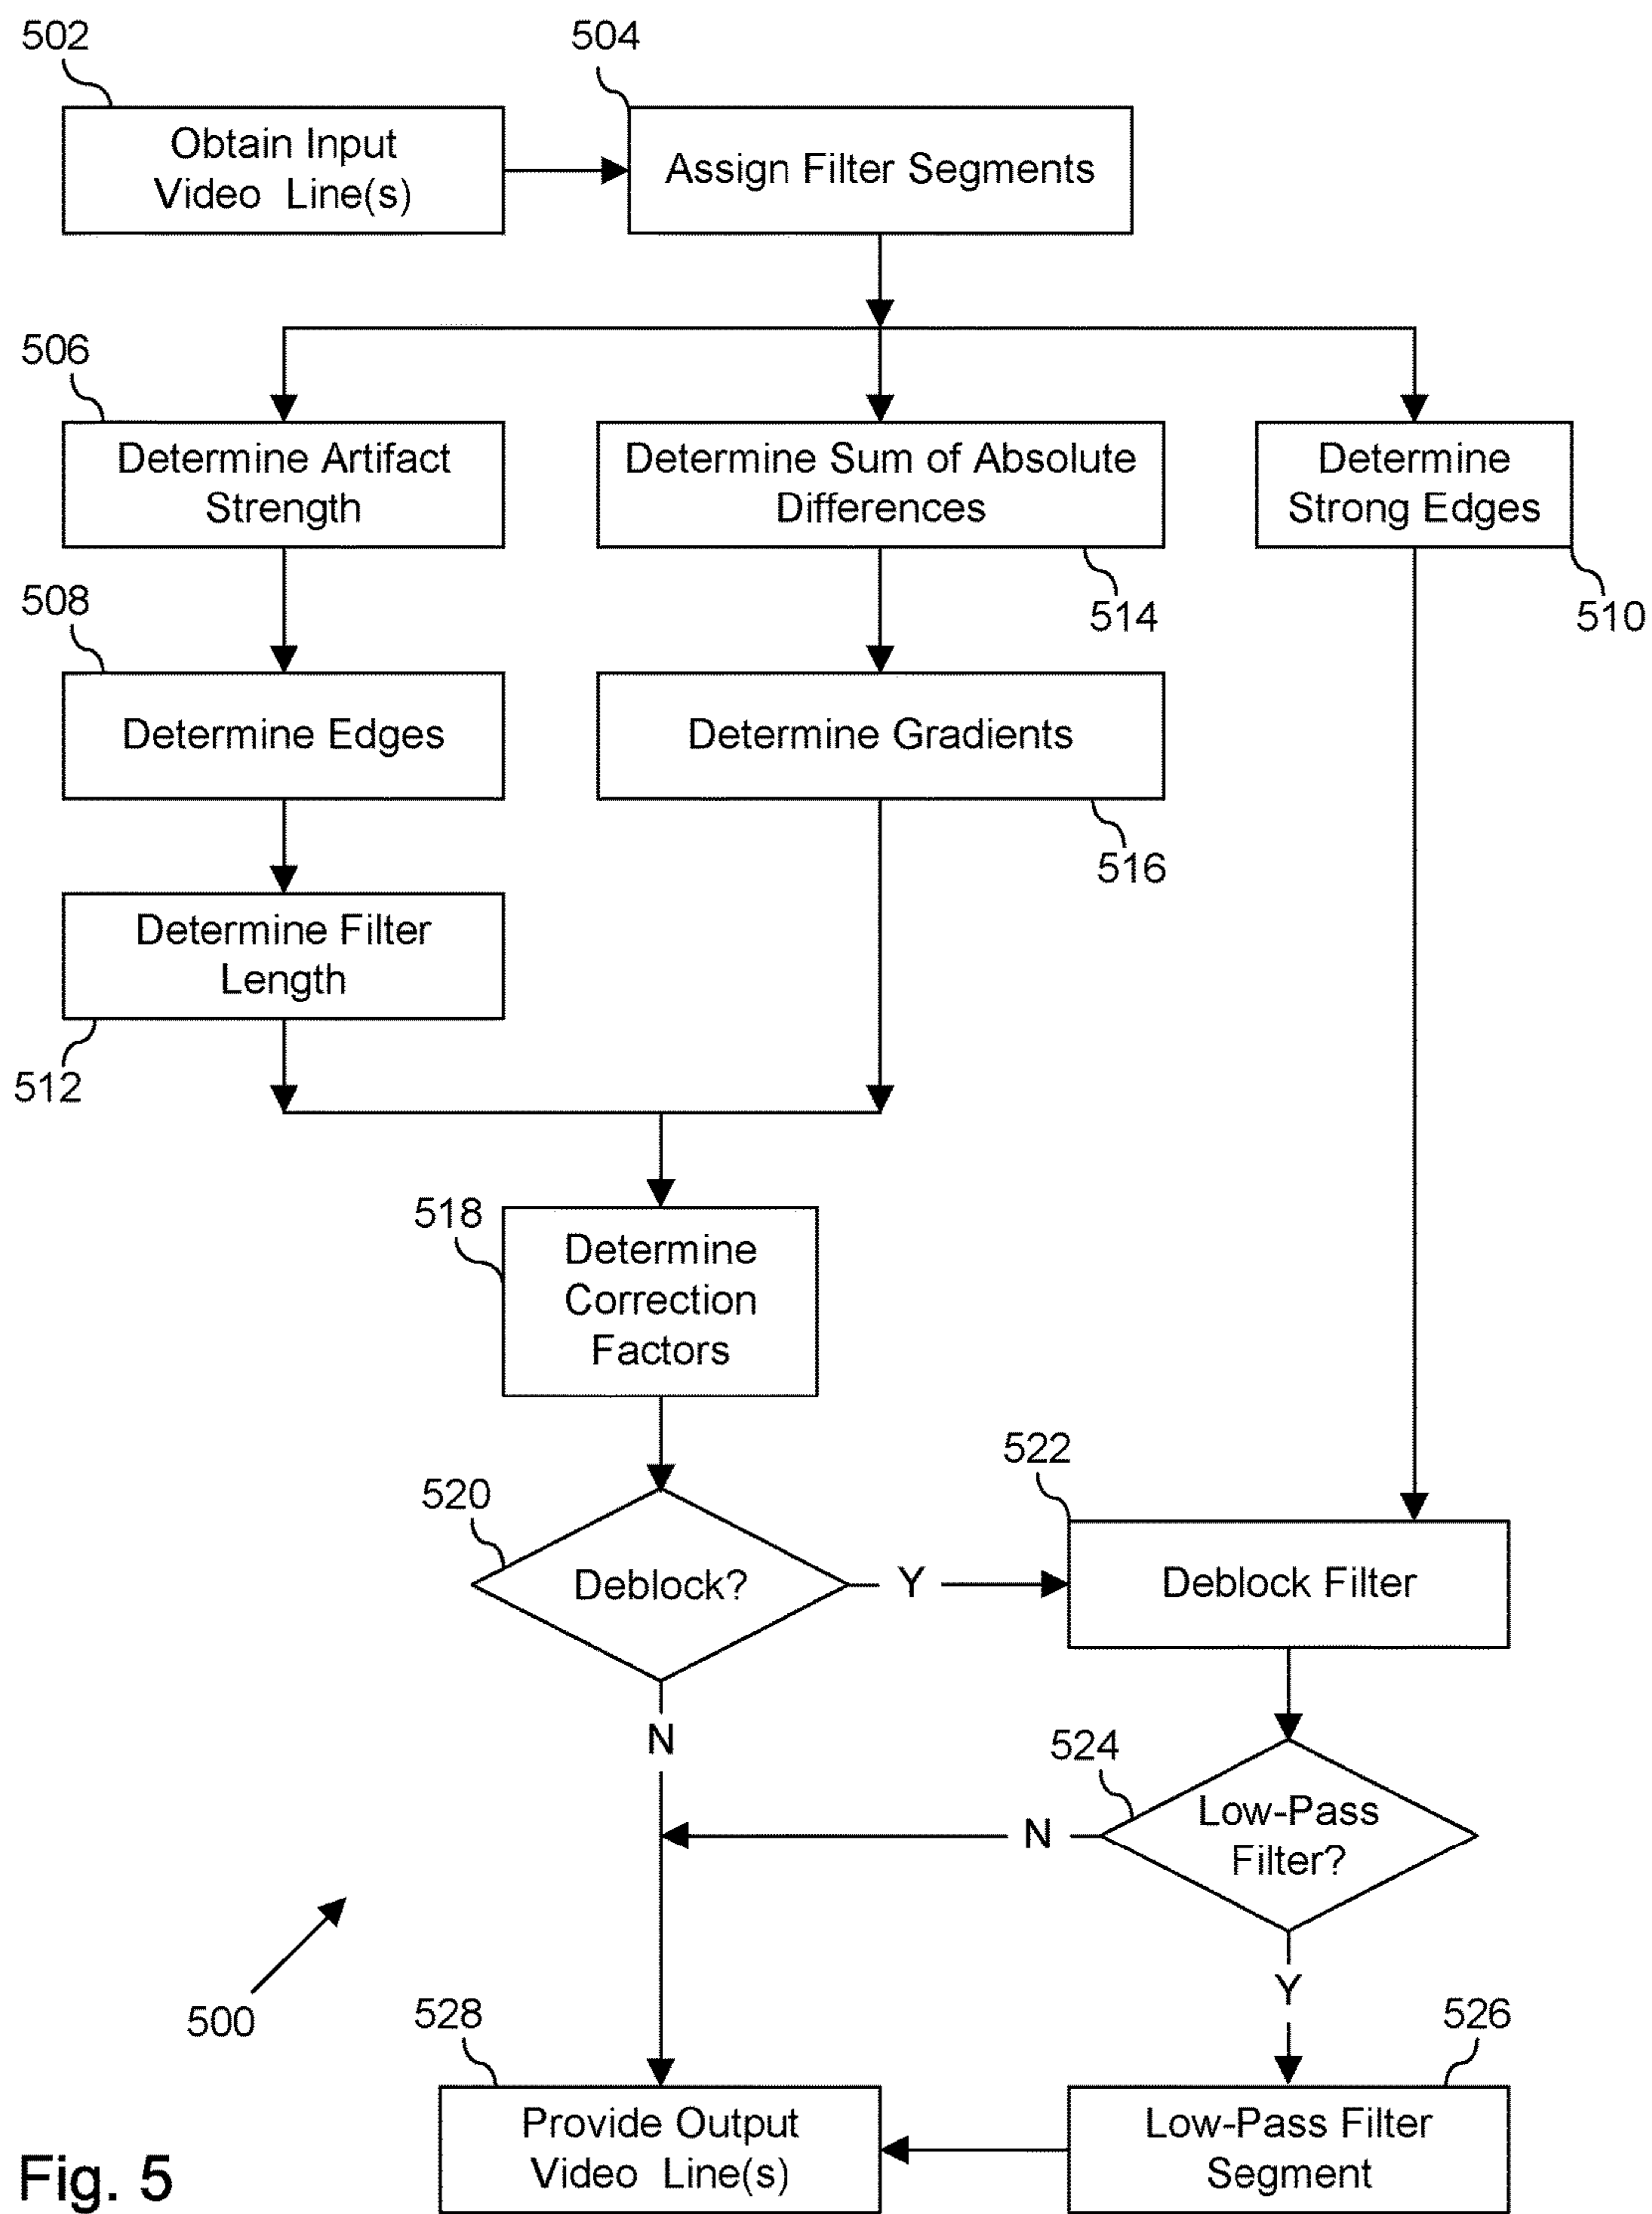 502
504
Obtain Input
Video Line(s)
Assign Filter Segments
506
Determine Artifact
Strength
Determine Sum of Absolute
Differences
Determine
Strong Edges
508
514
510
Determine Edges
Determine Gradients
516
Determine Filter
Length
512
518
Determine
Correction
Factors
522
520
Deblock?
Y
Deblock Filter
N
524
Low-Pass
Filter?
N
Y
500
528
526
Provide Output
Video Line(s)
Low-Pass Filter
Segment
Fig. 5